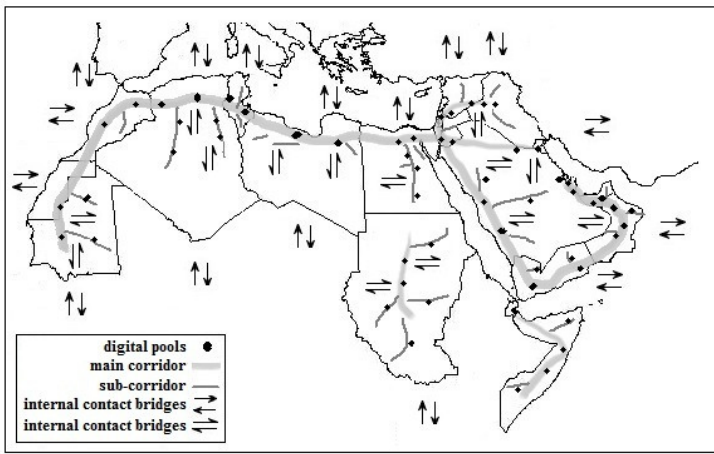 digital pools
main corridor
sub-corridor
internal contact bridges
internal contact bridges